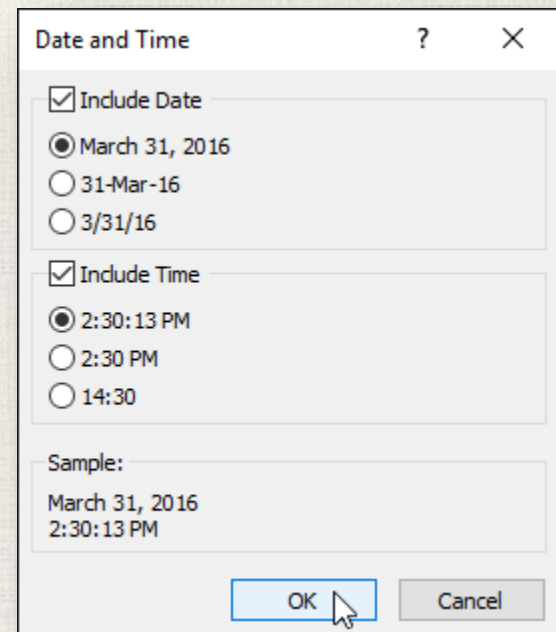 Date and Time ?
Include Date
March 31, 2016
31-Mar-16
3/31/16
Include Time
2:30:13 PM
2:30 PM
14:30
Sample:
March 31, 2016
2:30:13 PM
OK Cancel